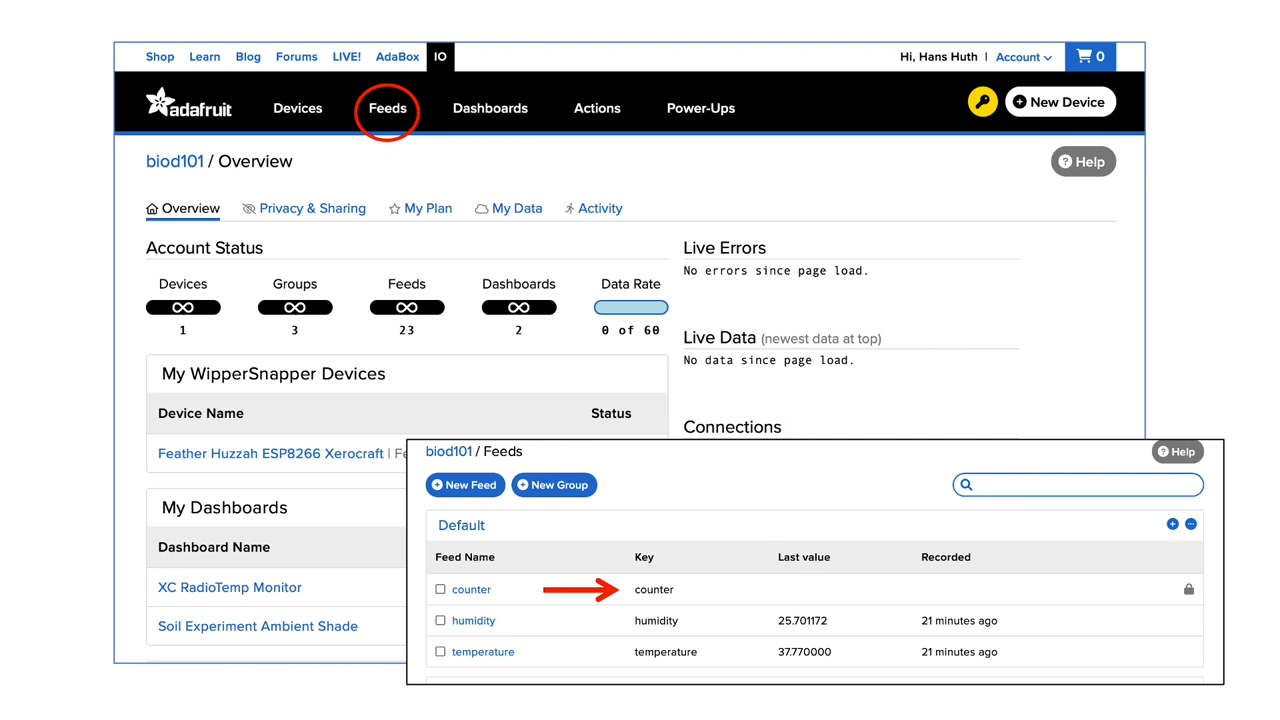 Shop Learn Blog Forums LIVE! AdaBox IO Hi, Hans Huth | Account 0
adafruit Devices Feeds Dashboards Actions Power-Ups New Device
biod101 / Overview Help
Overview Privacy & Sharing My Plan My Data Activity
Account Status
Devices Groups Feeds Dashboards Data Rate
∞ ∞ ∞ ∞
1 3 23 2 0 of 60
Live Errors
No errors since page load.
Live Data (newest data at top)
No data since page load.
Connections
My WipperSnapper Devices
Device Name Status
Feather Huzzah ESP8266 Xerocraft | Fe
My Dashboards
Dashboard Name
XC RadioTemp Monitor
Soil Experiment Ambient Shade
biod101 / Feeds Help
New Feed New Group
Default
Feed Name Key Last value Recorded
counter counter
humidity humidity 25.701172 21 minutes ago
temperature temperature 37.770000 21 minutes ago